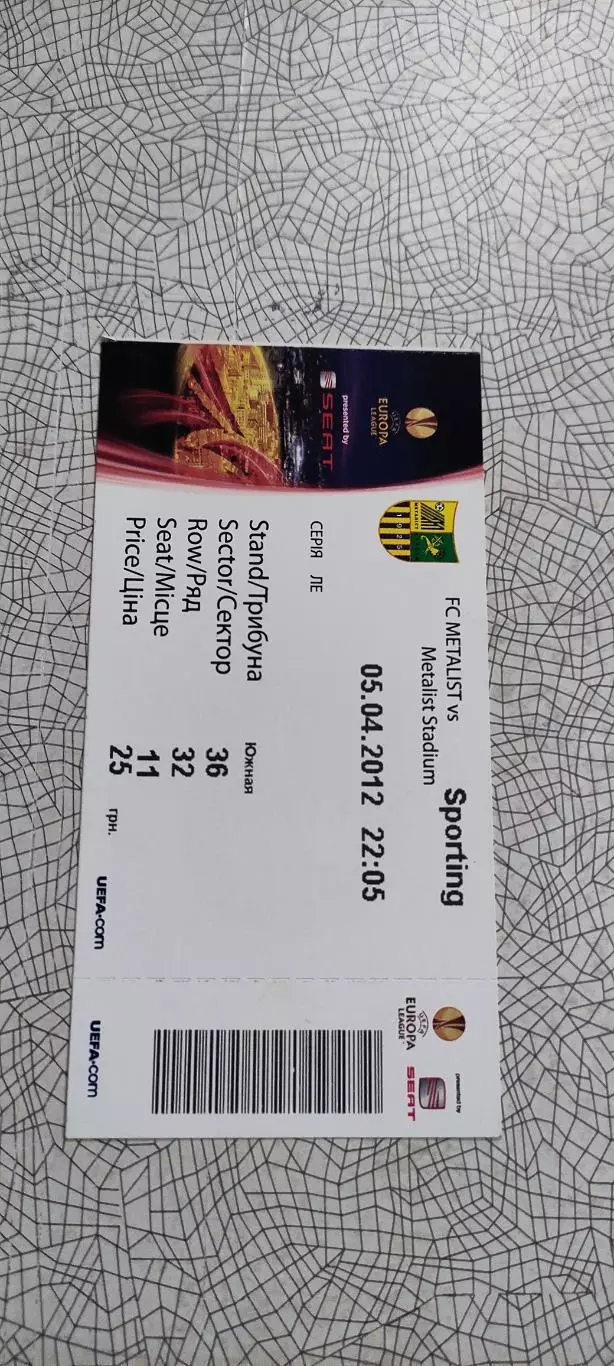 UEFA
EUROPA
LEAGUE
presented by
SEAT
METALIST
1925
FC METALIST vs Sporting
Metalist Stadium
05.04.2012 22:05
СЕРІЯ ЛЕ
Stand/Трибуна Южная
Sector/Сектор 36
Row/Ряд 32
Seat/Місце 11
Price/Ціна 25 грн.
UEFA.com
UEFA
EUROPA
LEAGUE
presented by
SEAT
UEFA.com